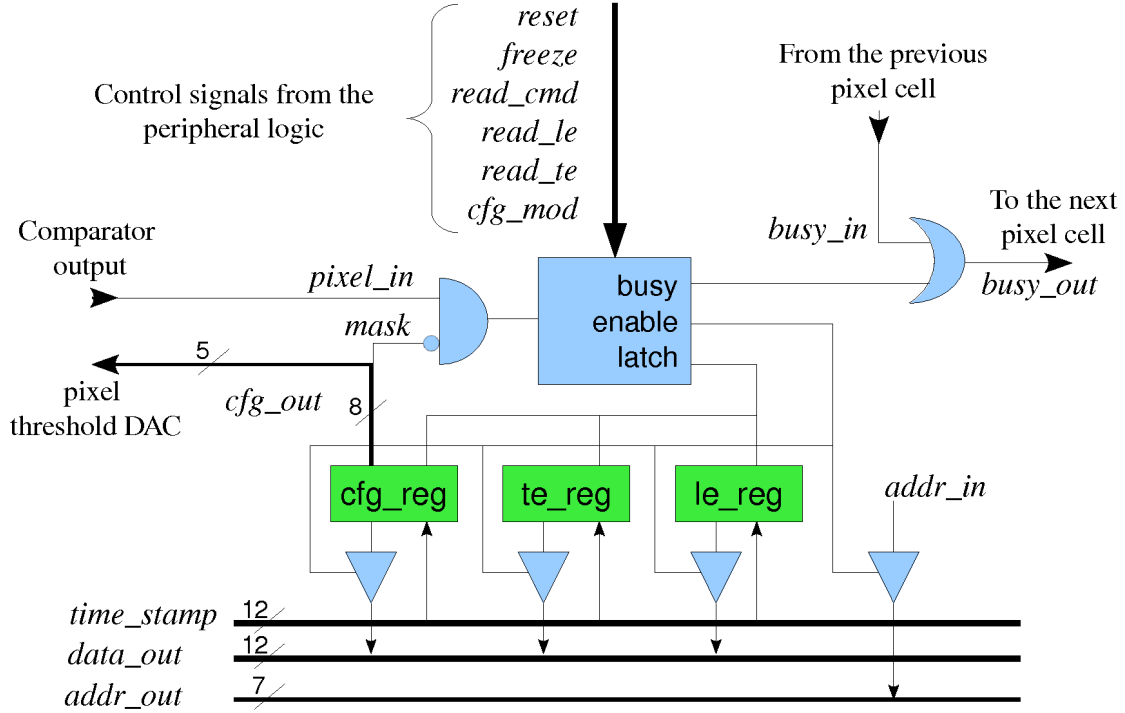 reset
freeze
read_cmd
read_le
read_te
cfg_mod
Control signals from the
peripheral logic
From the previous
pixel cell
To the next
pixel cell
busy_in
busy_out
Comparator
output
pixel_in
mask
busy
enable
latch
5
pixel
threshold DAC
cfg_out
8
cfg_reg
te_reg
le_reg
addr_in
time_stamp
12
data_out
12
addr_out
7